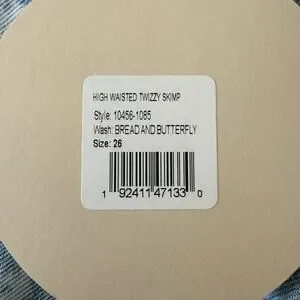 HIGH WAISTED TWIZZY SKIMP
Style: 10456-1085
Wash: BREAD AND BUTTERFLY
Size: 26
1 92411 47133 0